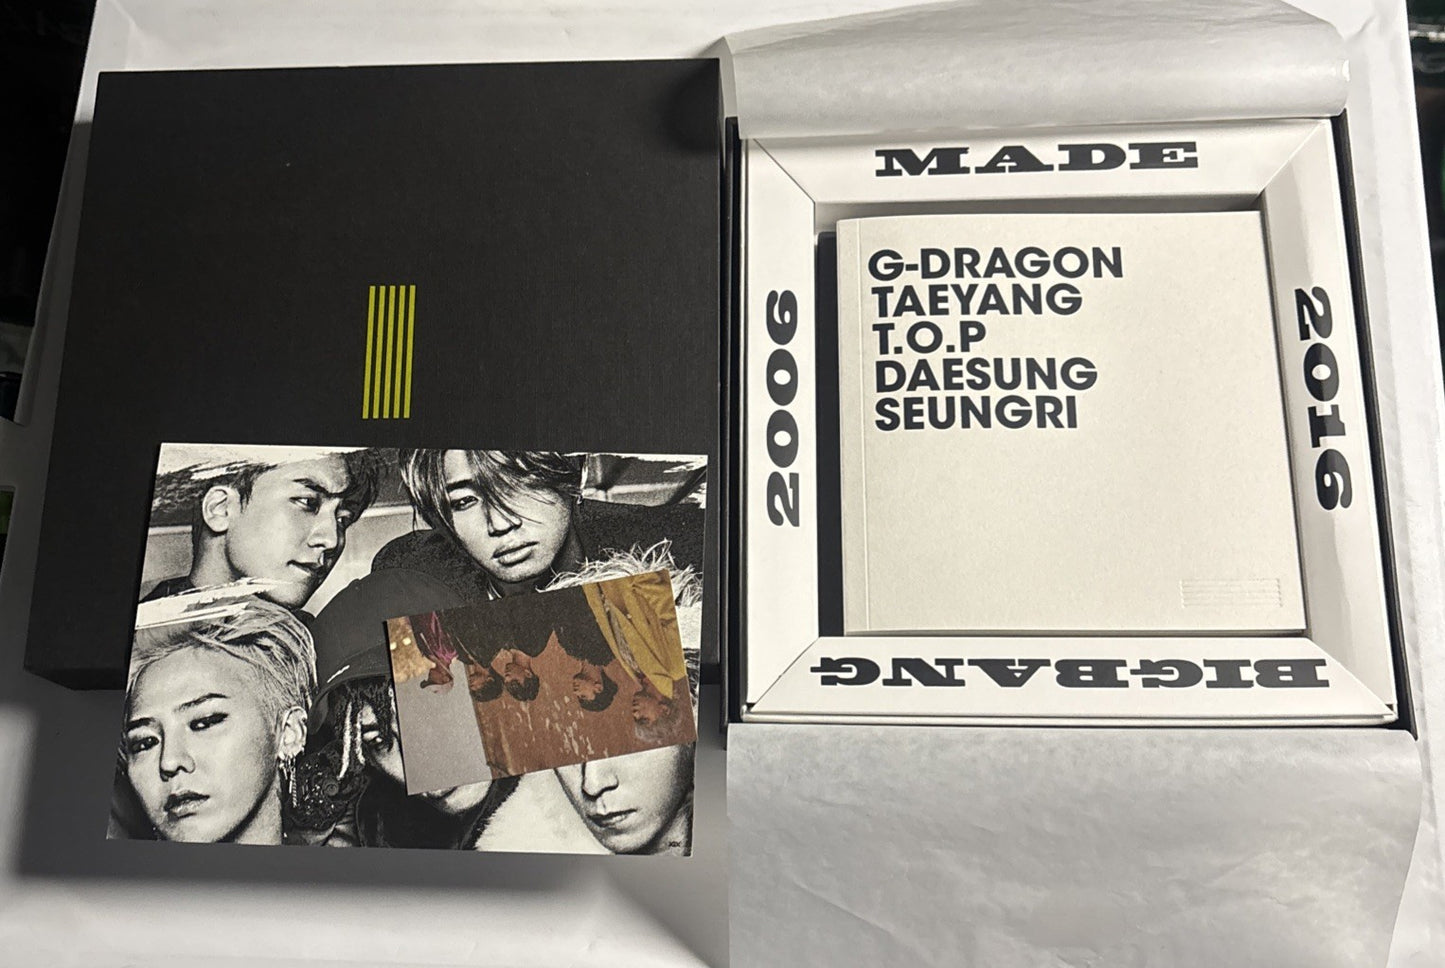 MADE
2006
G-DRAGON
TAEYANG
T.O.P
DAESUNG
SEUNGRI
2016
BIGBANG